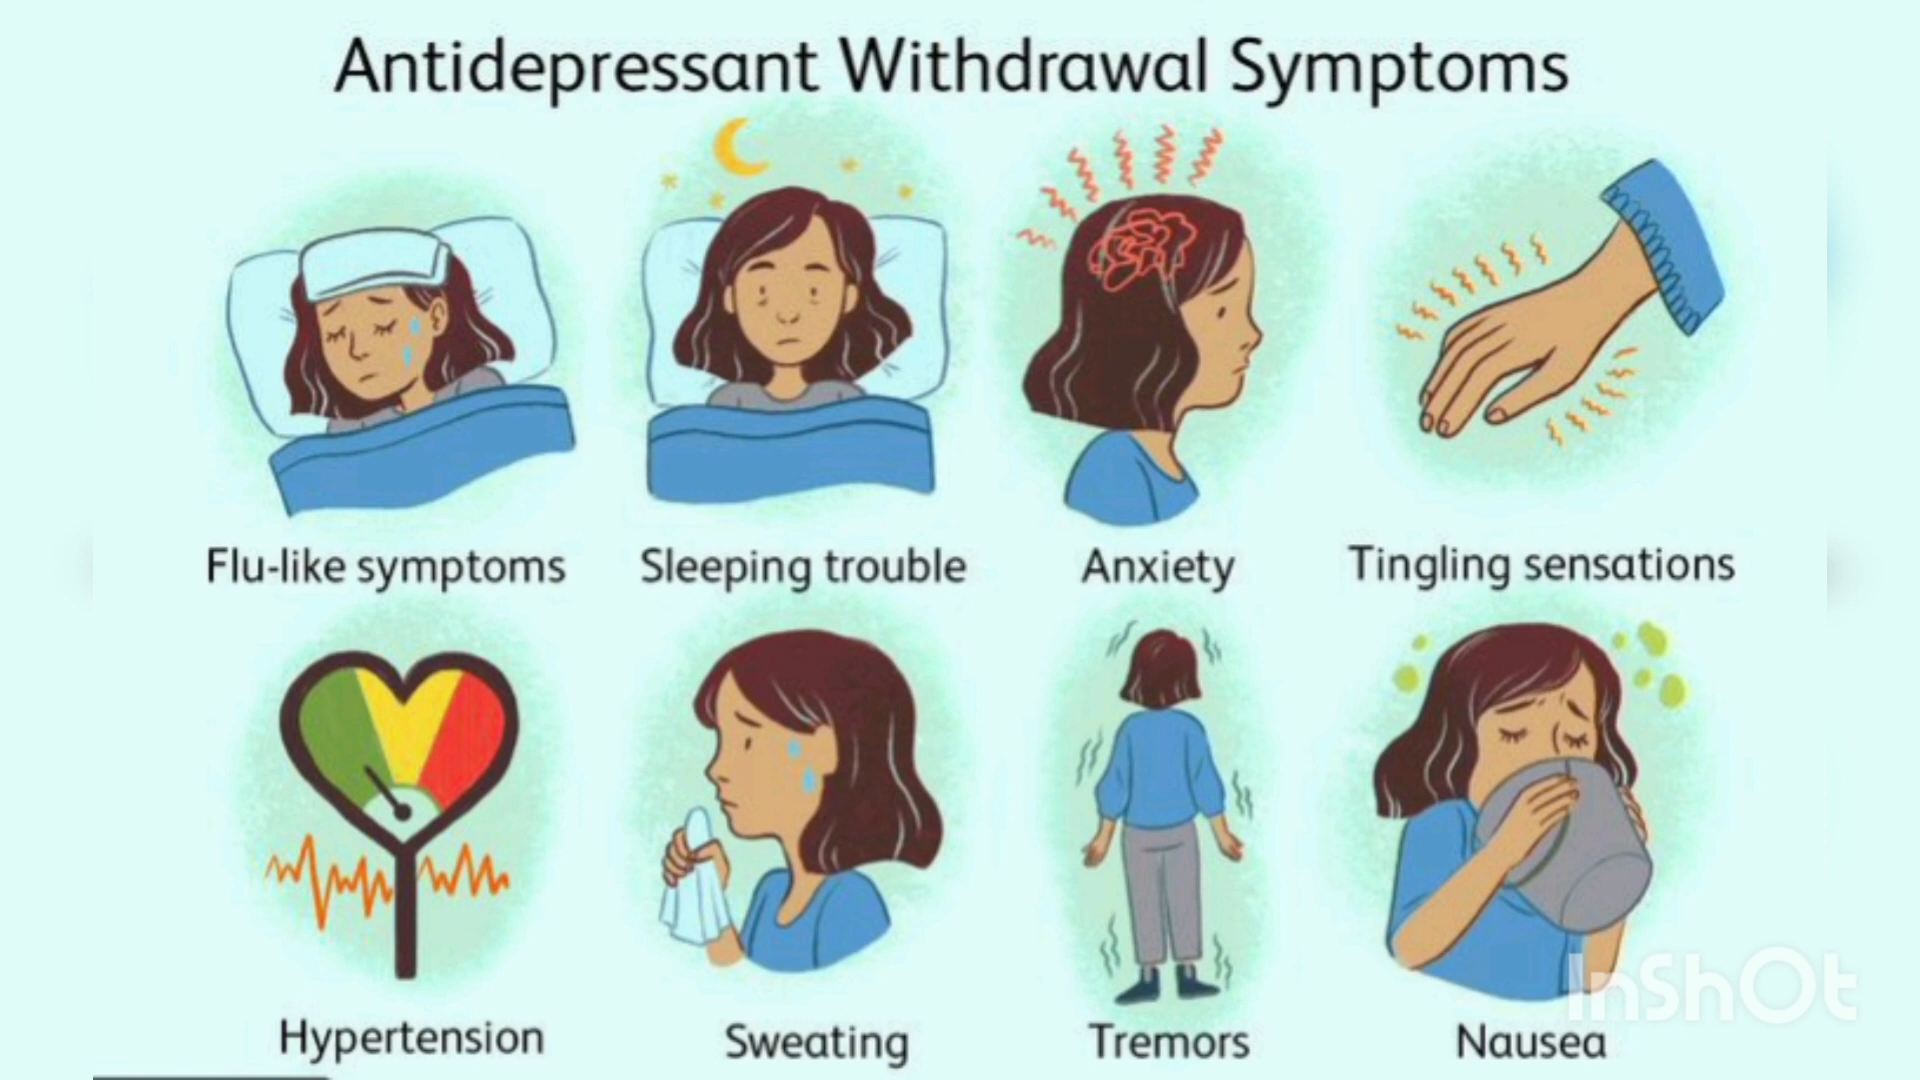 Antidepressant Withdrawal Symptoms
Flu-like symptoms
Sleeping trouble
Anxiety
Tingling sensations
Hypertension
Sweating
Tremors
Nausea
InShOt